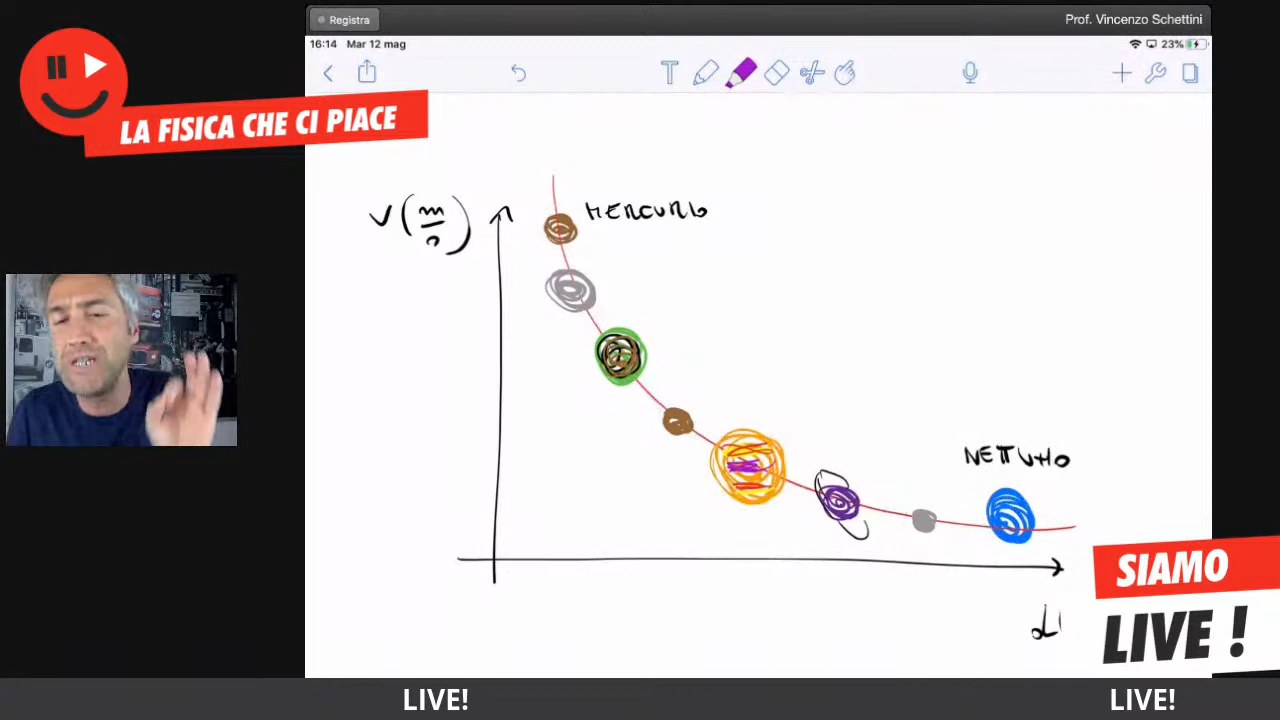 Registra
Prof. Vincenzo Schettini
16:14 Mar 12 mag
23%
LA FISICA CHE CI PIACE
V (m/s)
MERCURIO
NETTUNO
SIAMO
LIVE !
LIVE!
LIVE!